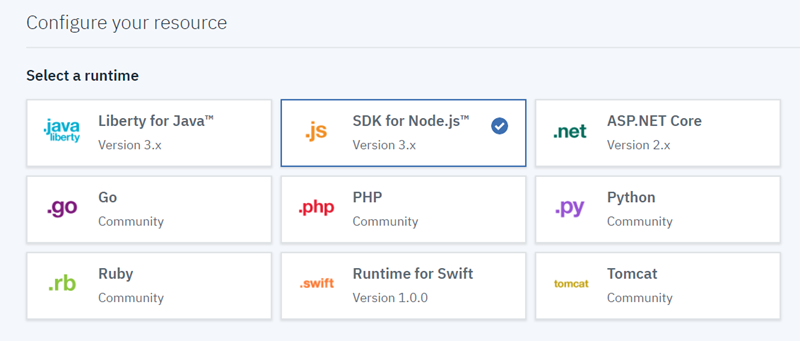 Configure your resource
Select a runtime
.java liberty
Liberty for Java™
Version 3.x
.js
SDK for Node.js™
Version 3.x
.net
ASP.NET Core
Version 2.x
.go
Go
Community
.php
PHP
Community
.py
Python
Community
.rb
Ruby
Community
.swift
Runtime for Swift
Version 1.0.0
tomcat
Tomcat
Community